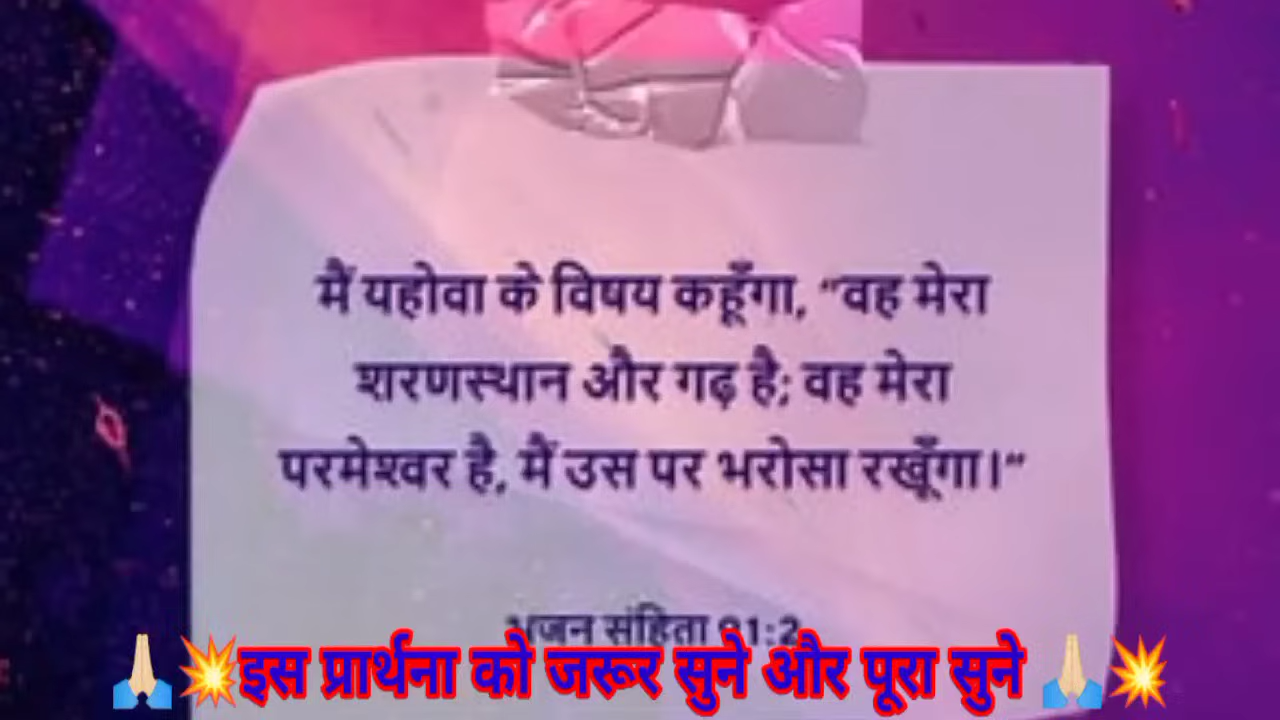 मैं यहोवा के विषय कहूँगा, “वह मेरा
शरणस्थान और गढ़ है; वह मेरा
परमेश्वर है, मैं उस पर भरोसा रखूँगा।”
भजन संहिता 91:2
इस प्रार्थना को जरूर सुने और पूरा सुने